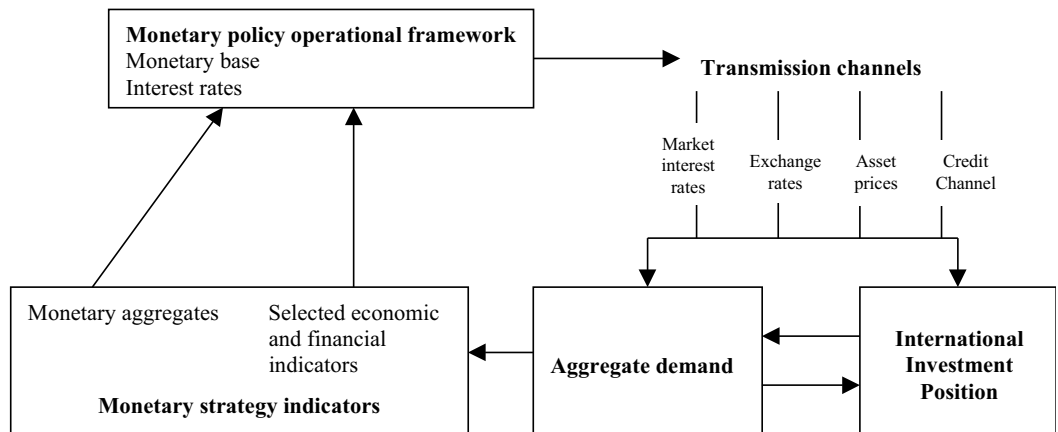 Monetary policy operational framework
Monetary base
Interest rates
Transmission channels
Market
interest
rates
Exchange
rates
Asset
prices
Credit
Channel
Monetary aggregates
Selected economic
and financial
indicators
Monetary strategy indicators
Aggregate demand
International
Investment
Position